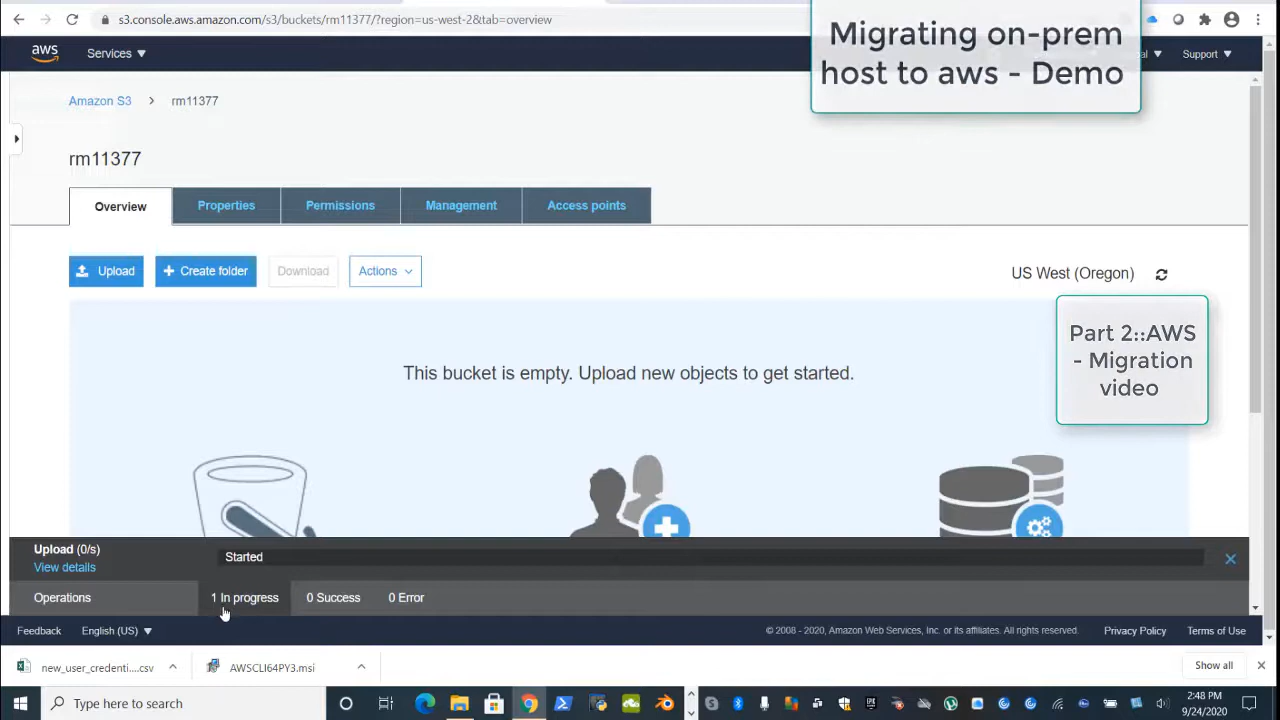 s3.console.aws.amazon.com/s3/buckets/rm11377/?region=us-west-2&tab=overview
Migrating on-prem
host to aws - Demo
aws
Services
Support
Amazon S3
rm11377
rm11377
Overview
Properties
Permissions
Management
Access points
Upload
Create folder
Download
Actions
US West (Oregon)
Part 2::AWS
- Migration
video
This bucket is empty. Upload new objects to get started.
Upload (0/s)
Started
View details
Operations
1 In progress
0 Success
0 Error
Feedback
English (US)
© 2008 - 2020, Amazon Web Services, Inc. or its affiliates. All rights reserved.
Privacy Policy
Terms of Use
new_user_credenti....csv
AWSCLI64PY3.msi
Show all
Type here to search
2:48 PM
9/24/2020